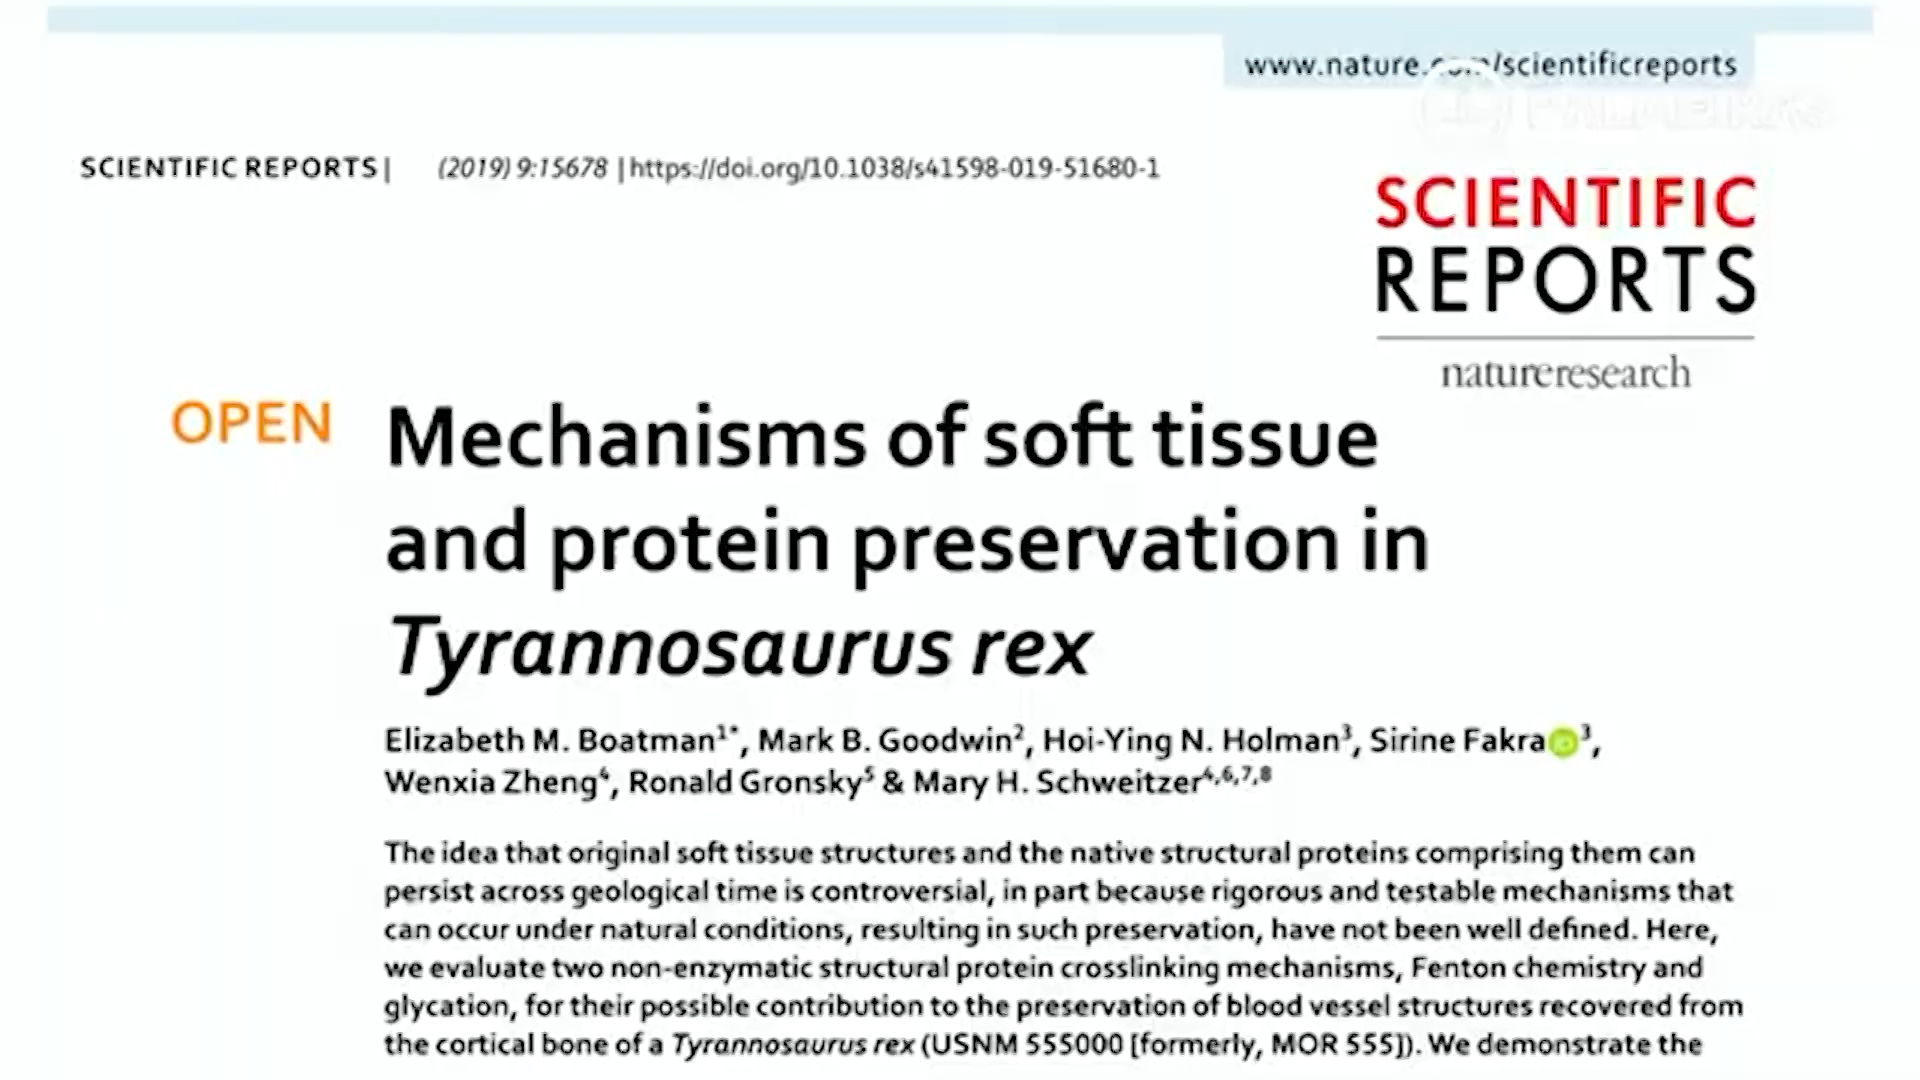 www.nature.com/scientificreports
SCIENTIFIC REPORTS | (2019) 9:15678 | https://doi.org/10.1038/s41598-019-51680-1
SCIENTIFIC
REPORTS
natureresearch
OPEN
Mechanisms of soft tissue
and protein preservation in
Tyrannosaurus rex
Elizabeth M. Boatman¹*, Mark B. Goodwin², Hoi-Ying N. Holman³, Sirine Fakra iD ³,
Wenxia Zheng⁴, Ronald Gronsky⁵ & Mary H. Schweitzer⁴,⁶,⁷,⁸
The idea that original soft tissue structures and the native structural proteins comprising them can
persist across geological time is controversial, in part because rigorous and testable mechanisms that
can occur under natural conditions, resulting in such preservation, have not been well defined. Here,
we evaluate two non-enzymatic structural protein crosslinking mechanisms, Fenton chemistry and
glycation, for their possible contribution to the preservation of blood vessel structures recovered from
the cortical bone of a Tyrannosaurus rex (USNM 555000 [formerly, MOR 555]). We demonstrate the